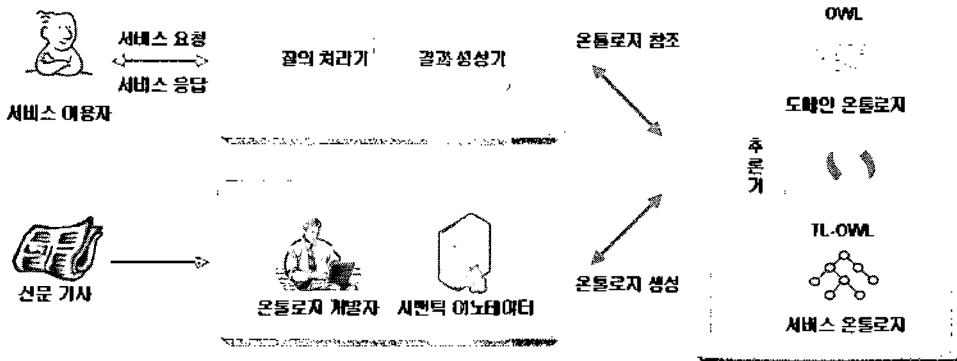 서비스 요청
서비스 응답
서비스 이용자
질의 처리기
결과 생성기
온톨로지 참조
OWL
도메인 온톨로지
추론기
신문 기사
온톨로지 개발자
시맨틱 어노테이터
온톨로지 생성
TL-OWL
서비스 온톨로지